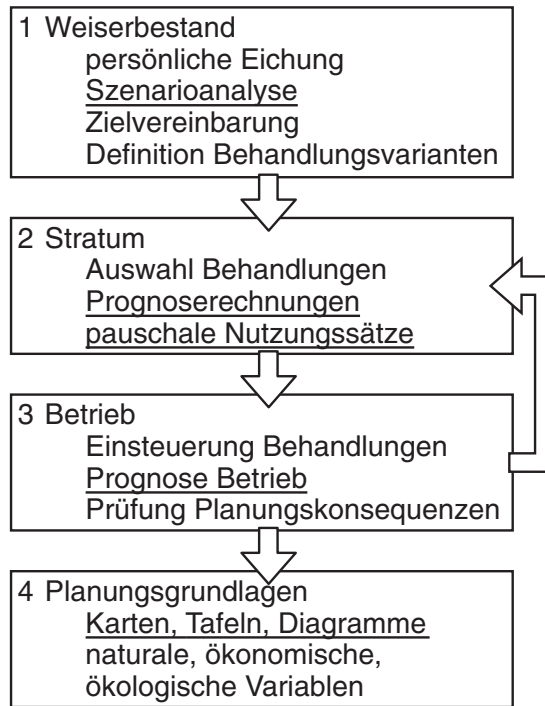 1 Weiserbestand
persönliche Eichung
Szenarioanalyse
Zielvereinbarung
Definition Behandlungsvarianten
2 Stratum
Auswahl Behandlungen
Prognoserechnungen
pauschale Nutzungssätze
3 Betrieb
Einsteuerung Behandlungen
Prognose Betrieb
Prüfung Planungskonsequenzen
4 Planungsgrundlagen
Karten, Tafeln, Diagramme
naturale, ökonomische,
ökologische Variablen